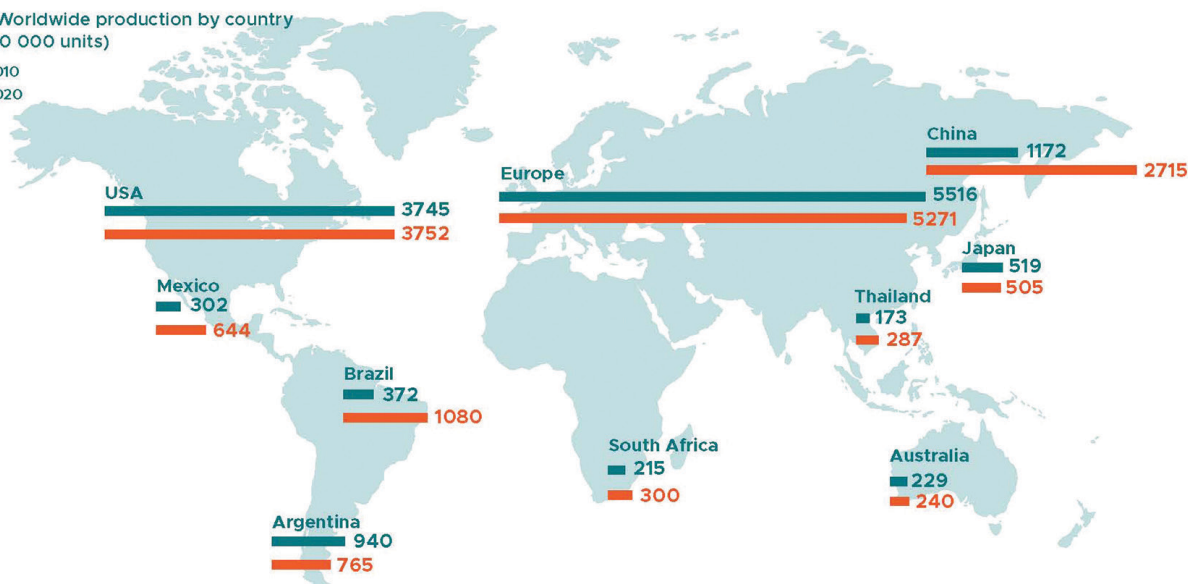 Worldwide production by country
0 000 units)
010
020
China
1172
2715
Europe
5516
5271
USA
3745
3752
Japan
519
505
Mexico
302
644
Thailand
173
287
Brazil
372
1080
South Africa
215
300
Australia
229
240
Argentina
940
765